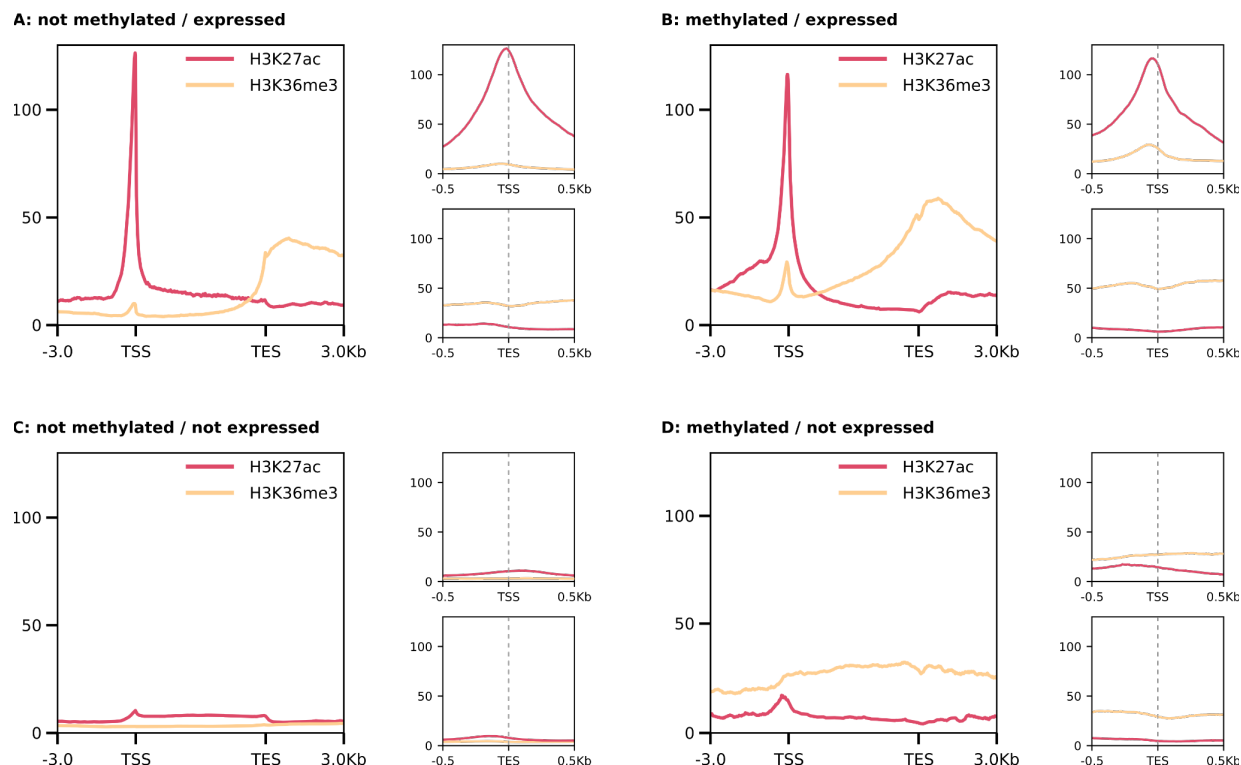 A: not methylated / expressed
H3K27ac
H3K36me3
100
50
0
-3.0 TSS TES 3.0Kb
100
50
0
-0.5 TSS 0.5Kb
100
50
0
-0.5 TES 0.5Kb
B: methylated / expressed
H3K27ac
H3K36me3
100
50
0
-3.0 TSS TES 3.0Kb
100
50
0
-0.5 TSS 0.5Kb
100
50
0
-0.5 TES 0.5Kb
C: not methylated / not expressed
H3K27ac
H3K36me3
100
50
0
-3.0 TSS TES 3.0Kb
100
50
0
-0.5 TSS 0.5Kb
100
50
0
-0.5 TES 0.5Kb
D: methylated / not expressed
H3K27ac
H3K36me3
100
50
0
-3.0 TSS TES 3.0Kb
100
50
0
-0.5 TSS 0.5Kb
100
50
0
-0.5 TES 0.5Kb